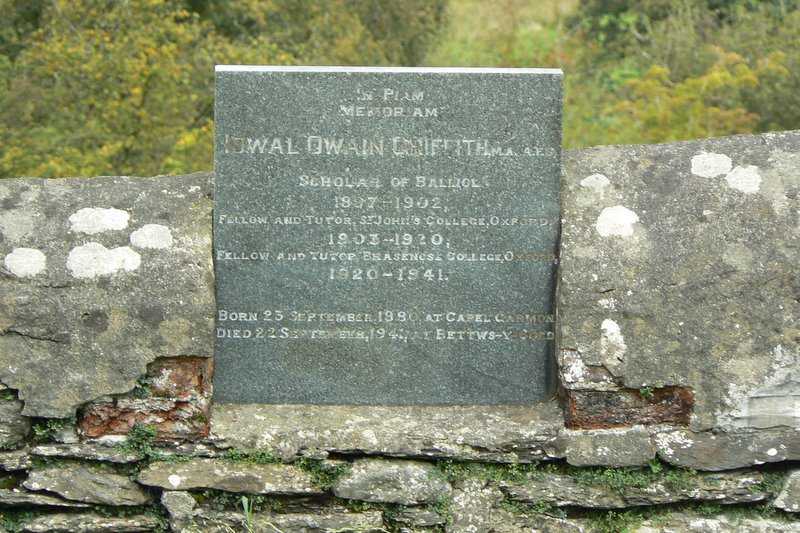 IN PIAM
MEMORIAM
IDWAL OWAIN GRIFFITH, M.A.
SCHOLAR OF BALLIOL
1897-1902,
FELLOW AND TUTOR, ST JOHN'S COLLEGE, OXFORD,
1903-1920,
FELLOW AND TUTOR BRASENOSE COLLEGE, OXFORD,
1920-1941.
BORN 23 SEPTEMBER, 1880, AT CAPEL GARMON
DIED 22 SEPTEMBER, 1941, AT BETTWS-Y-COED